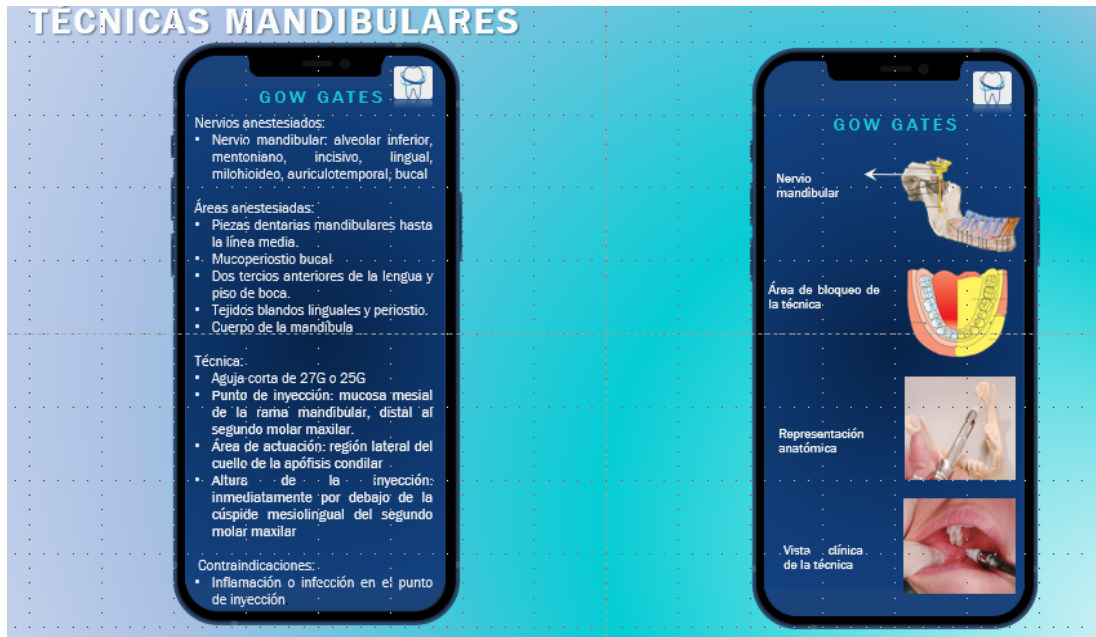 TÉCNICAS MANDIBULARES
GOW GATES
Nervios anestesiados:
• Nervio mandibular: alveolar inferior,
mentoniano, incisivo, lingual,
milohioideo, auriculotemporal, bucal
Áreas anestesiadas:
• Piezas dentarias mandibulares hasta
la línea media.
• Mucoperiostio bucal
• Dos tercios anteriores de la lengua y
piso de boca.
• Tejidos blandos linguales y periostio.
• Cuerpo de la mandíbula
Técnica:
• Aguja corta de 27G o 25G
• Punto de inyección: mucosa mesial
de la rama mandibular, distal al
segundo molar maxilar.
• Área de actuación: región lateral del
cuello de la apófisis condilar
• Altura de la inyección:
inmediatamente por debajo de la
cúspide mesiolingual del segundo
molar maxilar
Contraindicaciones:
• Inflamación o infección en el punto
de inyección
GOW GATES
Nervio
mandibular
Área de bloqueo de
la técnica
Representación
anatómica
Vista clínica
de la técnica